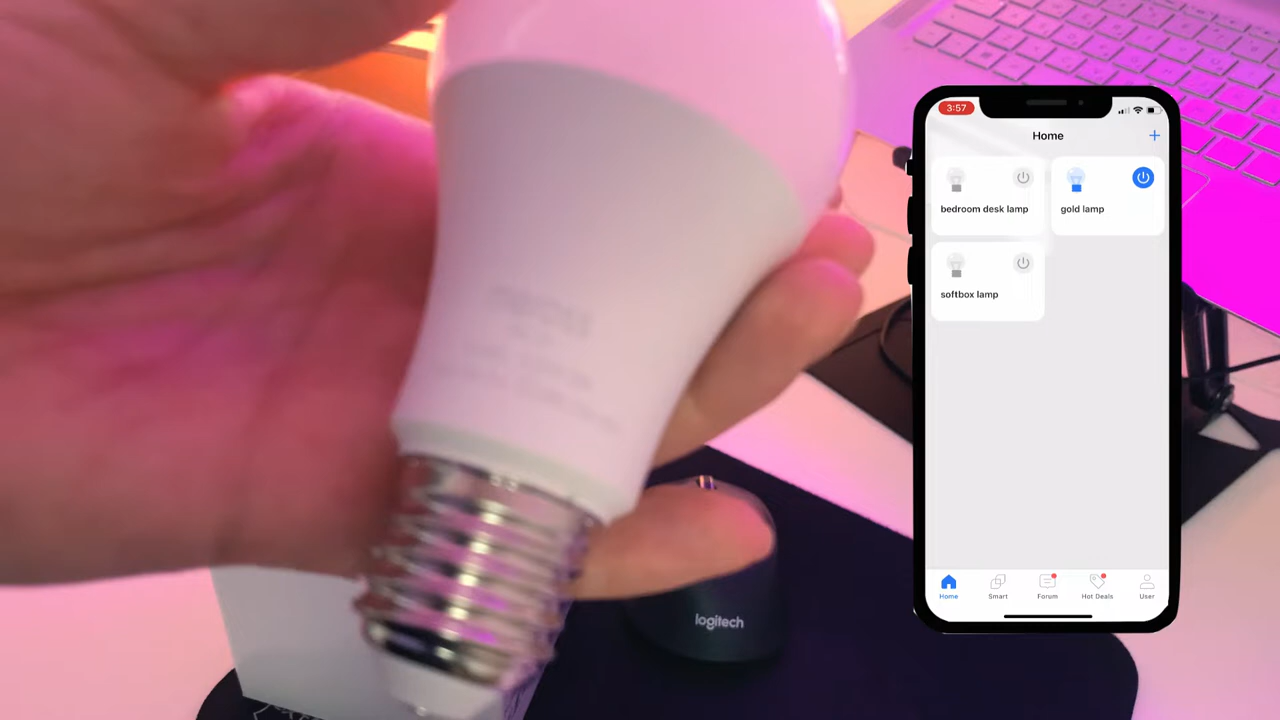 3:57
Home
bedroom desk lamp
gold lamp
softbox lamp
Home Smart Forum Hot Deals User
logitech